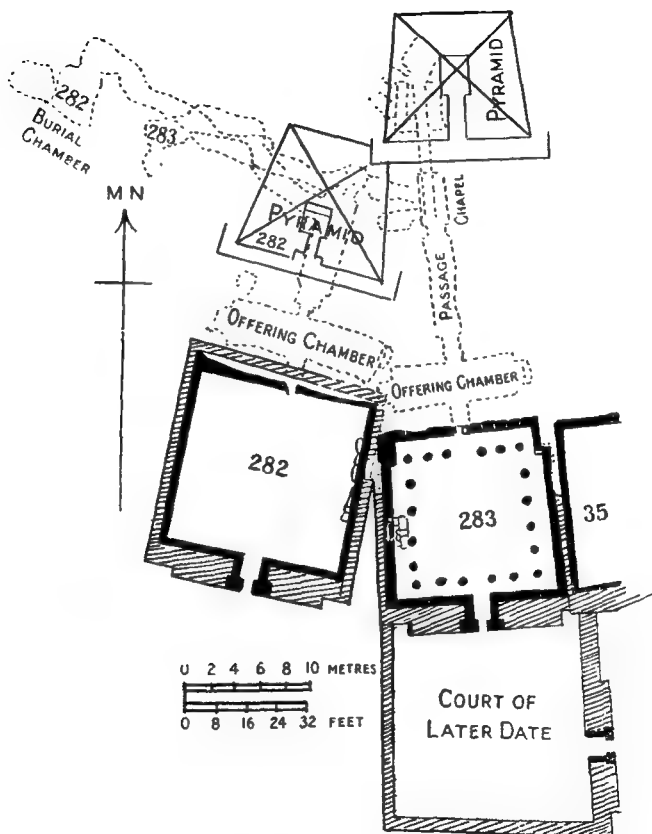 PYRAMID
282
BURIAL
CHAMBER
283
MN
CHAPEL
PYRAMID
282
PASSAGE
OFFERING CHAMBER
OFFERING CHAMBER
282
283
35
0 2 4 6 8 10 METRES
0 8 16 24 32 FEET
COURT OF
LATER DATE